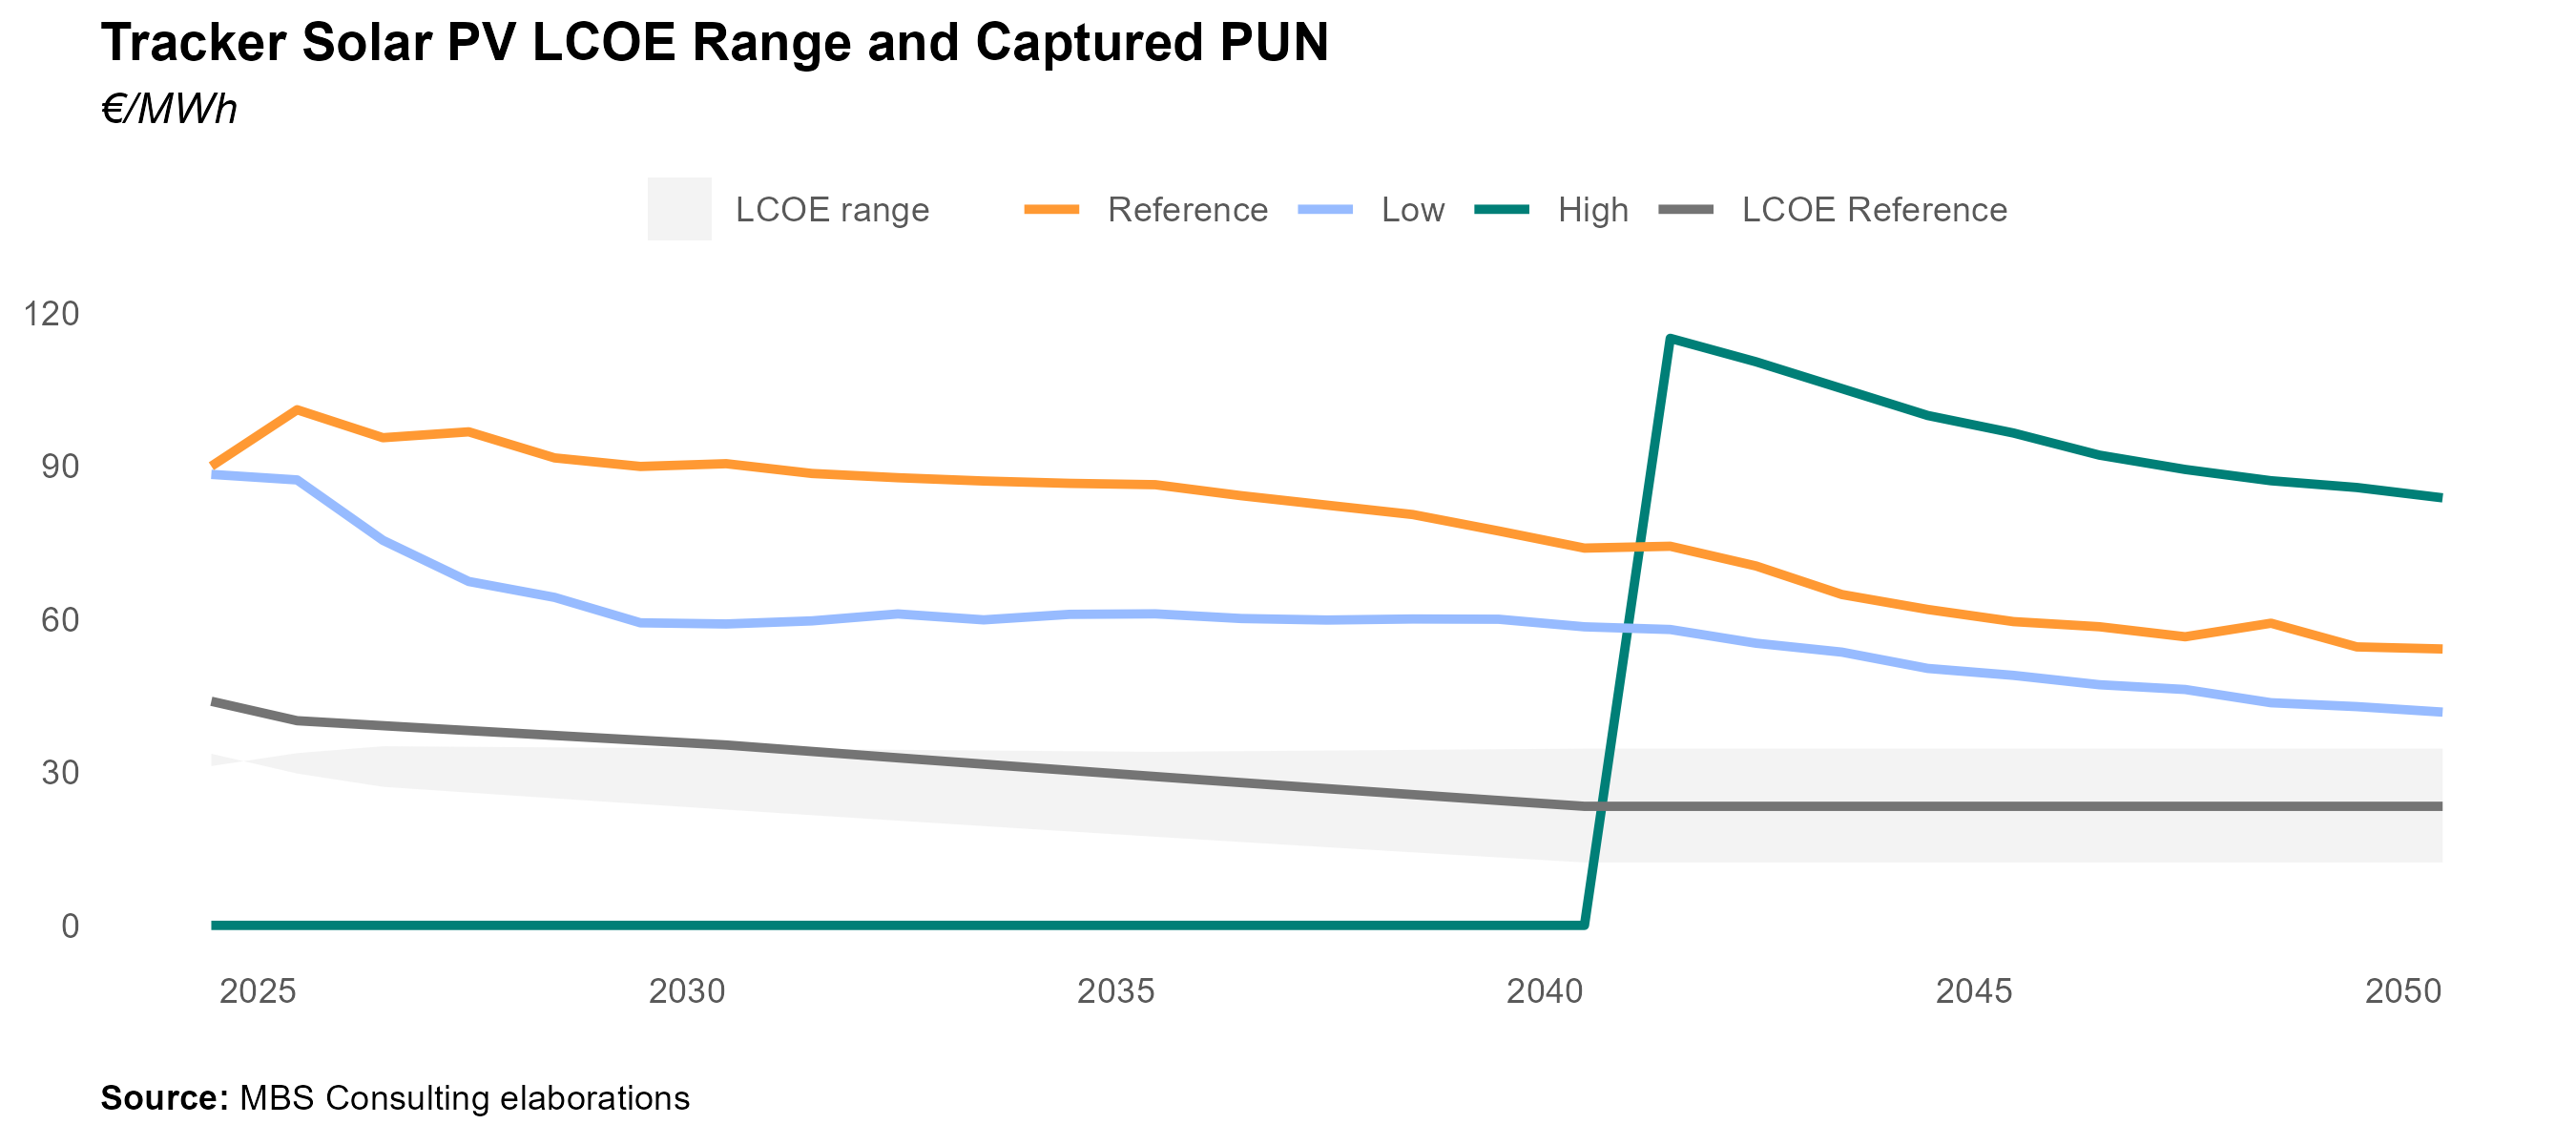 Tracker Solar PV LCOE Range and Captured PUN
€/MWh
LCOE range Reference Low High LCOE Reference
120
90
60
30
0
2025 2030 2035 2040 2045 2050
Source: MBS Consulting elaborations